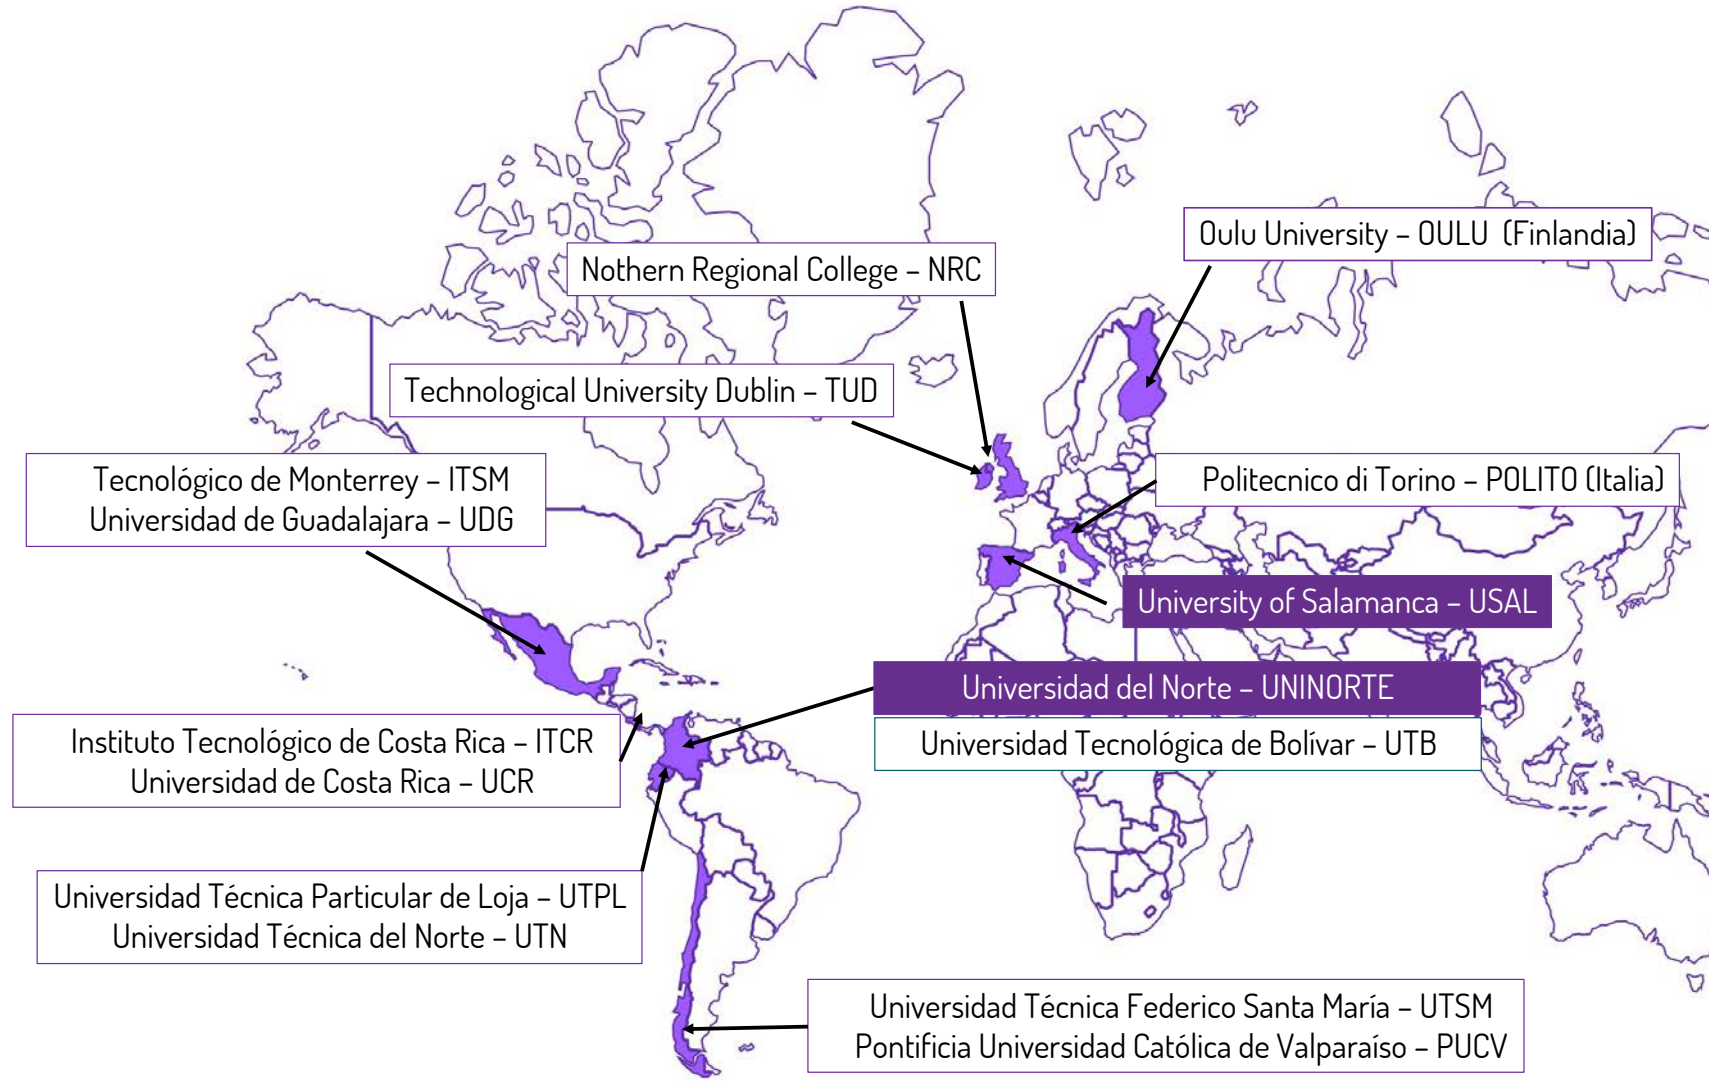 Oulu University – OULU (Finlandia)
Nothern Regional College – NRC
Technological University Dublin – TUD
Tecnológico de Monterrey – ITSM
Universidad de Guadalajara – UDG
Politecnico di Torino – POLITO (Italia)
University of Salamanca – USAL
Universidad del Norte – UNINORTE
Universidad Tecnológica de Bolívar – UTB
Instituto Tecnológico de Costa Rica – ITCR
Universidad de Costa Rica – UCR
Universidad Técnica Particular de Loja – UTPL
Universidad Técnica del Norte – UTN
Universidad Técnica Federico Santa María – UTSM
Pontificia Universidad Católica de Valparaíso – PUCV